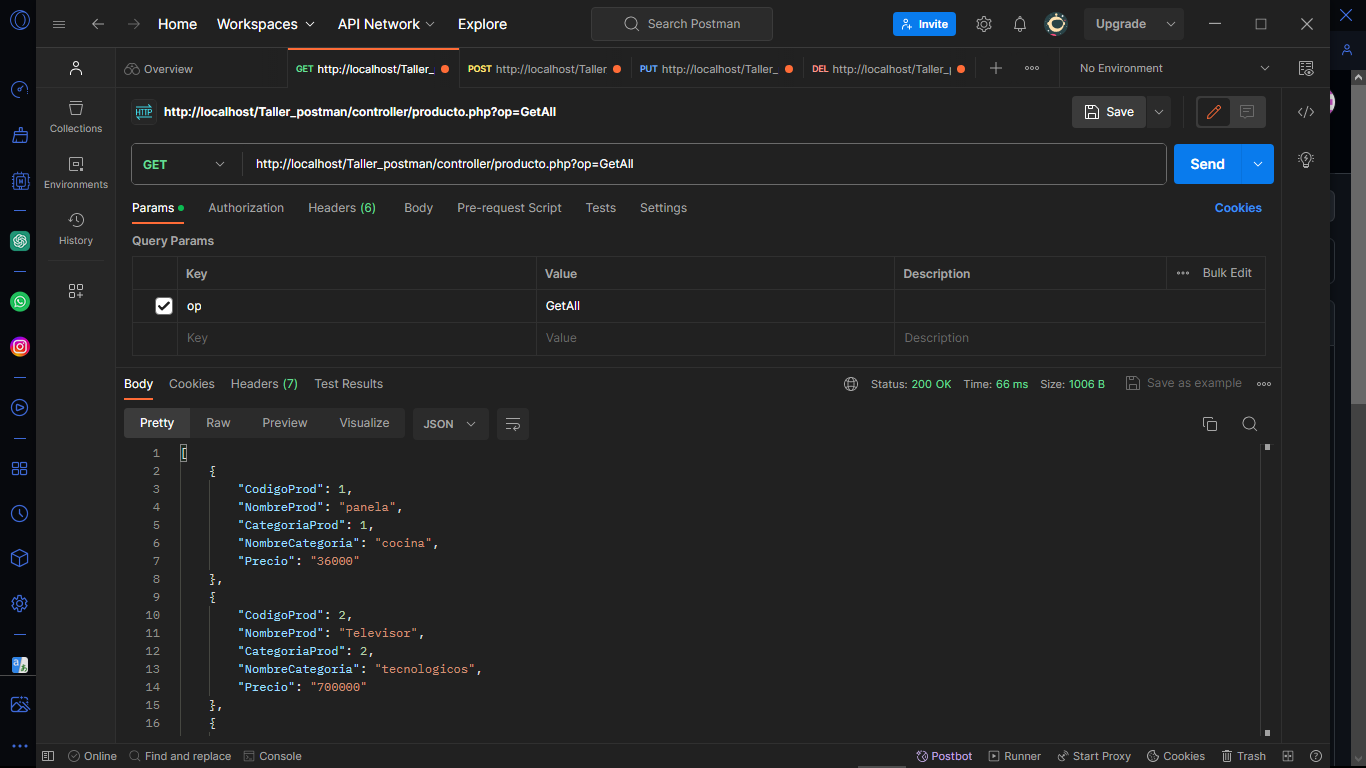 Home Workspaces API Network Explore Search Postman Invite Upgrade
Overview GET http://localhost/Taller_ POST http://localhost/Taller PUT http://localhost/Taller_ DEL http://localhost/Taller_ No Environment
HTTP http://localhost/Taller_postman/controller/producto.php?op=GetAll Save
GET http://localhost/Taller_postman/controller/producto.php?op=GetAll Send
Collections
Environments
History
Params Authorization Headers (6) Body Pre-request Script Tests Settings Cookies
Query Params
Key Value Description Bulk Edit
op GetAll
Key Value Description
Body Cookies Headers (7) Test Results Status: 200 OK Time: 66 ms Size: 1006 B Save as example
Pretty Raw Preview Visualize JSON
1 [
2 {
3 "CodigoProd": 1,
4 "NombreProd": "panela",
5 "CategoriaProd": 1,
6 "NombreCategoria": "cocina",
7 "Precio": "36000"
8 },
9 {
10 "CodigoProd": 2,
11 "NombreProd": "Televisor",
12 "CategoriaProd": 2,
13 "NombreCategoria": "tecnologicos",
14 "Precio": "700000"
15 },
16 {
Online Find and replace Console Postbot Runner Start Proxy Cookies Trash